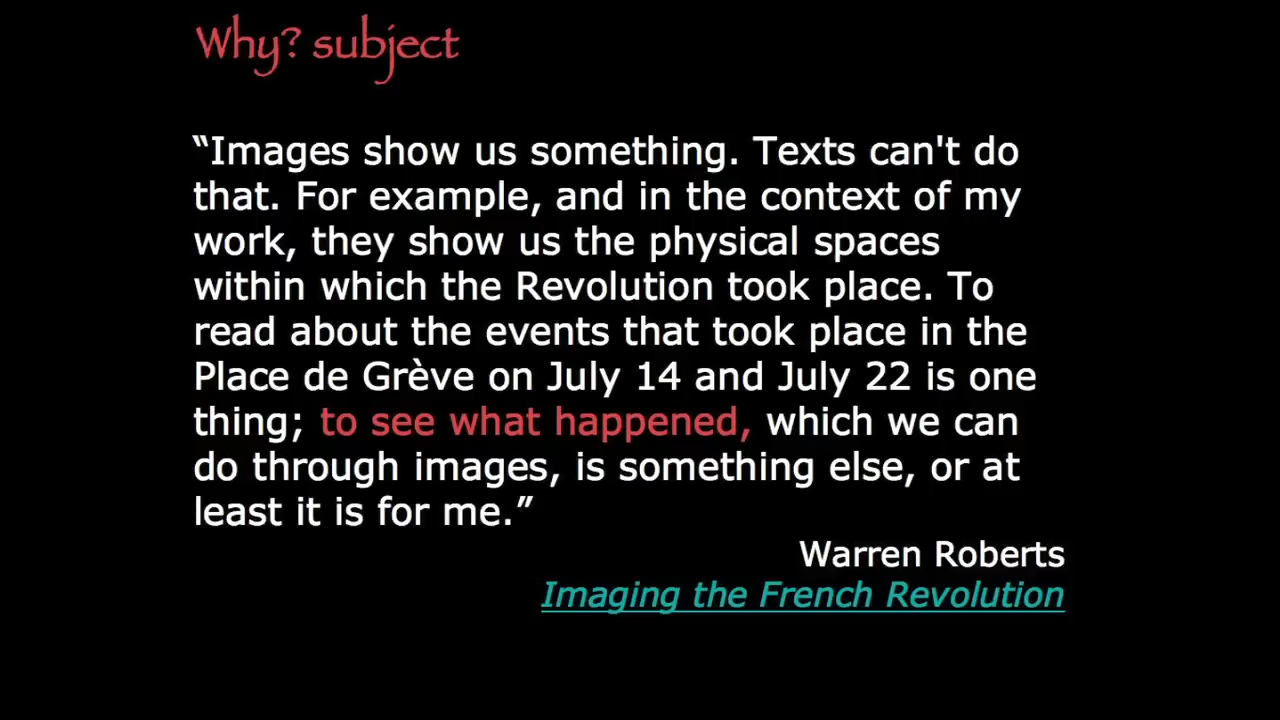 Why? subject
“Images show us something. Texts can't do
that. For example, and in the context of my
work, they show us the physical spaces
within which the Revolution took place. To
read about the events that took place in the
Place de Grève on July 14 and July 22 is one
thing; to see what happened, which we can
do through images, is something else, or at
least it is for me.”
Warren Roberts
Imaging the French Revolution